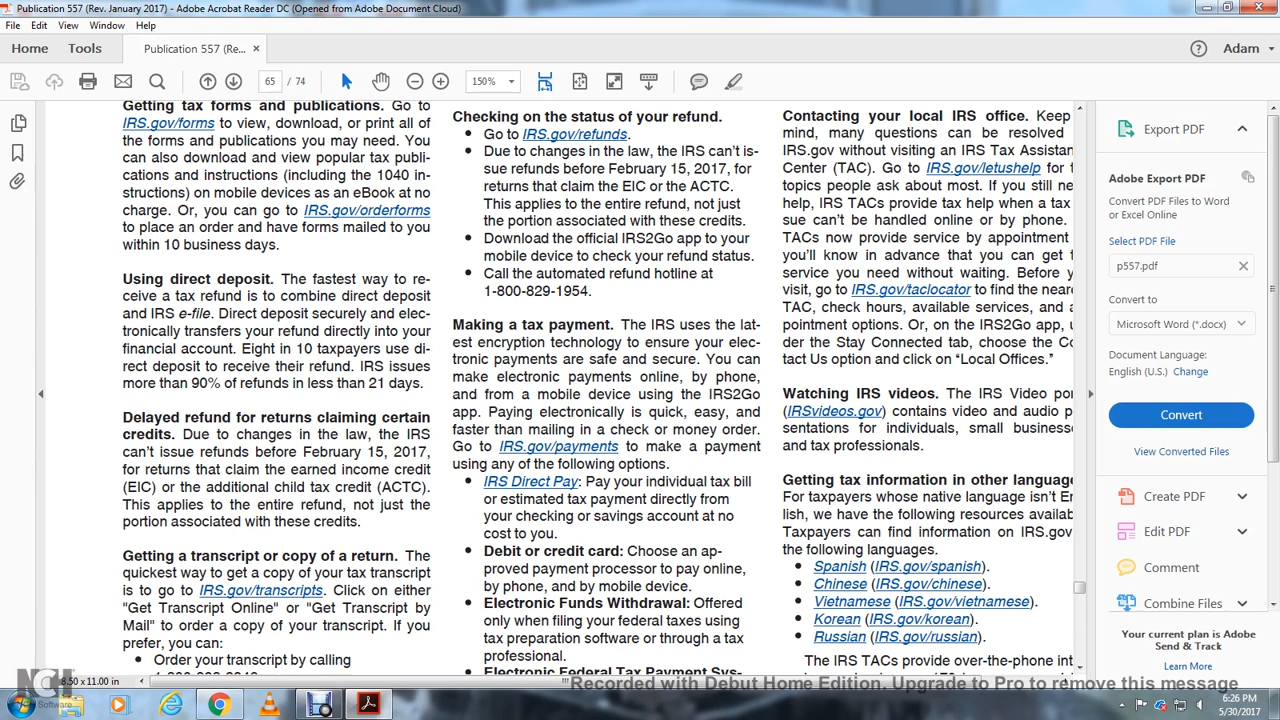 Publication 557 (Rev. January 2017) - Adobe Acrobat Reader DC (Opened from Adobe Document Cloud)
File Edit View Window Help
Home Tools Publication 557 (Re... × Adam
65 / 74 150%
Getting tax forms and publications. Go to
IRS.gov/forms to view, download, or print all of
the forms and publications you may need. You
can also download and view popular tax publi-
cations and instructions (including the 1040 in-
structions) on mobile devices as an eBook at no
charge. Or, you can go to IRS.gov/orderforms
to place an order and have forms mailed to you
within 10 business days.
Using direct deposit. The fastest way to re-
ceive a tax refund is to combine direct deposit
and IRS e-file. Direct deposit securely and elec-
tronically transfers your refund directly into your
financial account. Eight in 10 taxpayers use di-
rect deposit to receive their refund. IRS issues
more than 90% of refunds in less than 21 days.
Delayed refund for returns claiming certain
credits. Due to changes in the law, the IRS
can't issue refunds before February 15, 2017,
for returns that claim the earned income credit
(EIC) or the additional child tax credit (ACTC).
This applies to the entire refund, not just the
portion associated with these credits.
Getting a transcript or copy of a return. The
quickest way to get a copy of your tax transcript
is to go to IRS.gov/transcripts. Click on either
"Get Transcript Online" or "Get Transcript by
Mail" to order a copy of your transcript. If you
prefer, you can:
• Order your transcript by calling
Checking on the status of your refund.
• Go to IRS.gov/refunds.
• Due to changes in the law, the IRS can't is-
sue refunds before February 15, 2017, for
returns that claim the EIC or the ACTC.
This applies to the entire refund, not just
the portion associated with these credits.
• Download the official IRS2Go app to your
mobile device to check your refund status.
• Call the automated refund hotline at
1-800-829-1954.
Making a tax payment. The IRS uses the lat-
est encryption technology to ensure your elec-
tronic payments are safe and secure. You can
make electronic payments online, by phone,
and from a mobile device using the IRS2Go
app. Paying electronically is quick, easy, and
faster than mailing in a check or money order.
Go to IRS.gov/payments to make a payment
using any of the following options.
• IRS Direct Pay: Pay your individual tax bill
or estimated tax payment directly from
your checking or savings account at no
cost to you.
• Debit or credit card: Choose an ap-
proved payment processor to pay online,
by phone, and by mobile device.
• Electronic Funds Withdrawal: Offered
only when filing your federal taxes using
tax preparation software or through a tax
professional.
• Electronic Federal Tax Payment Sys-
Contacting your local IRS office. Keep
mind, many questions can be resolved
IRS.gov without visiting an IRS Tax Assistan
Center (TAC). Go to IRS.gov/letushelp for t
topics people ask about most. If you still ne
help, IRS TACs provide tax help when a tax
sue can't be handled online or by phone.
TACs now provide service by appointment
you'll know in advance that you can get t
service you need without waiting. Before y
visit, go to IRS.gov/taclocator to find the neare
TAC, check hours, available services, and a
pointment options. Or, on the IRS2Go app, u
der the Stay Connected tab, choose the Co
tact Us option and click on “Local Offices.”
Watching IRS videos. The IRS Video por
(IRSvideos.gov) contains video and audio p
sentations for individuals, small businesse
and tax professionals.
Getting tax information in other language
For taxpayers whose native language isn't En
lish, we have the following resources availab
Taxpayers can find information on IRS.gov
the following languages.
• Spanish (IRS.gov/spanish).
• Chinese (IRS.gov/chinese).
• Vietnamese (IRS.gov/vietnamese).
• Korean (IRS.gov/korean).
• Russian (IRS.gov/russian).
The IRS TACs provide over-the-phone int
Export PDF
Adobe Export PDF
Convert PDF Files to Word
or Excel Online
Select PDF File
p557.pdf
Convert to
Microsoft Word (*.docx)
Document Language:
English (U.S.) Change
Convert
View Converted Files
Create PDF
Edit PDF
Comment
Combine Files
Your current plan is Adobe
Send & Track
Learn More
8.50 x 11.00 in
NCH
Software
Recorded with Debut Home Edition. Upgrade to Pro to remove this message
6:26 PM
5/30/2017